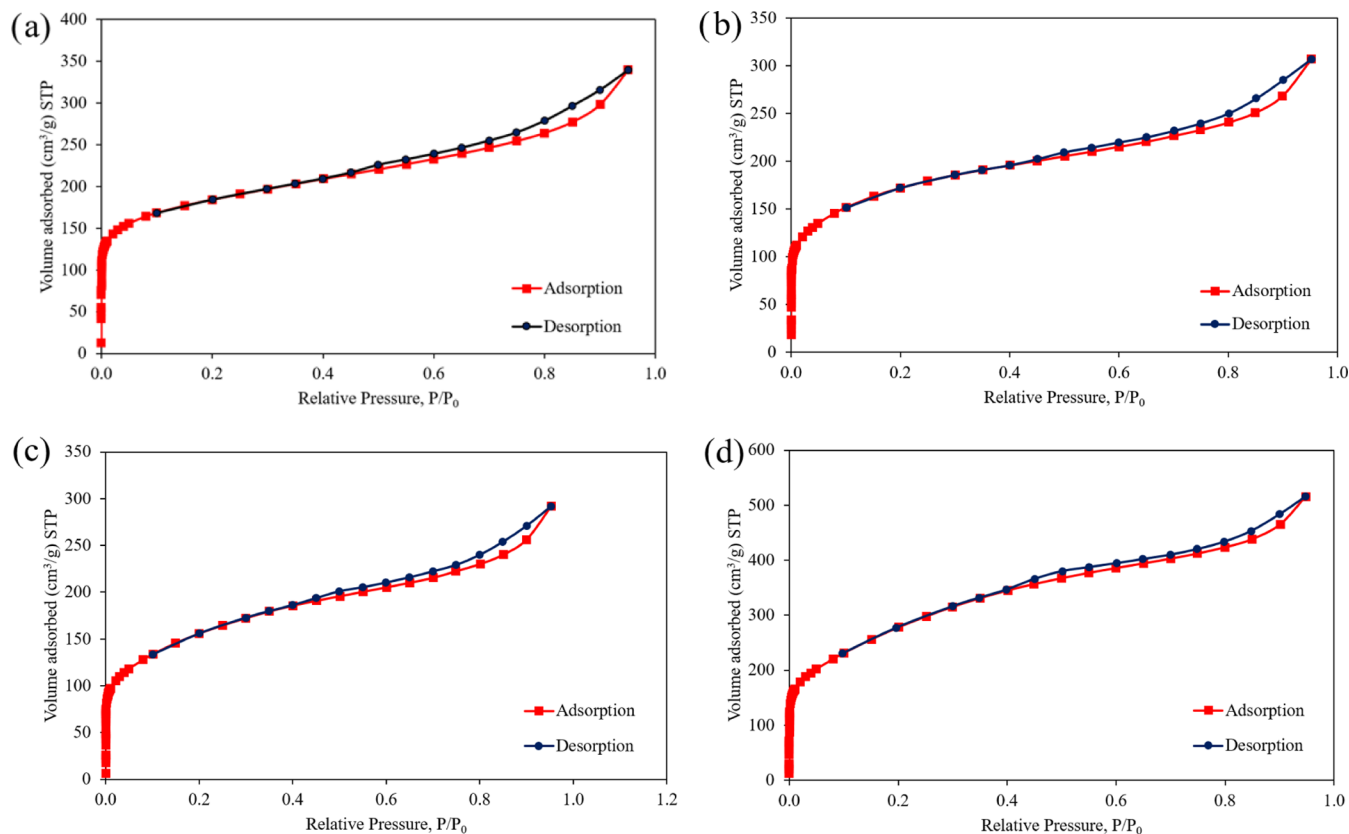 (a)
Volume adsorbed (cm³/g) STP
400
350
300
250
200
150
100
50
0
0.0 0.2 0.4 0.6 0.8 1.0
Relative Pressure, P/P₀
Adsorption
Desorption
(b)
Volume adsorbed (cm³/g) STP
350
300
250
200
150
100
50
0
0.0 0.2 0.4 0.6 0.8 1.0
Relative Pressure, P/P₀
Adsorption
Desorption
(c)
Volume adsorbed (cm³/g) STP
350
300
250
200
150
100
50
0
0.0 0.2 0.4 0.6 0.8 1.0 1.2
Relative Pressure, P/P₀
Adsorption
Desorption
(d)
Volume adsorbed (cm³/g) STP
600
500
400
300
200
100
0
0.0 0.2 0.4 0.6 0.8 1.0
Relative Pressure, P/P₀
Adsorption
Desorption